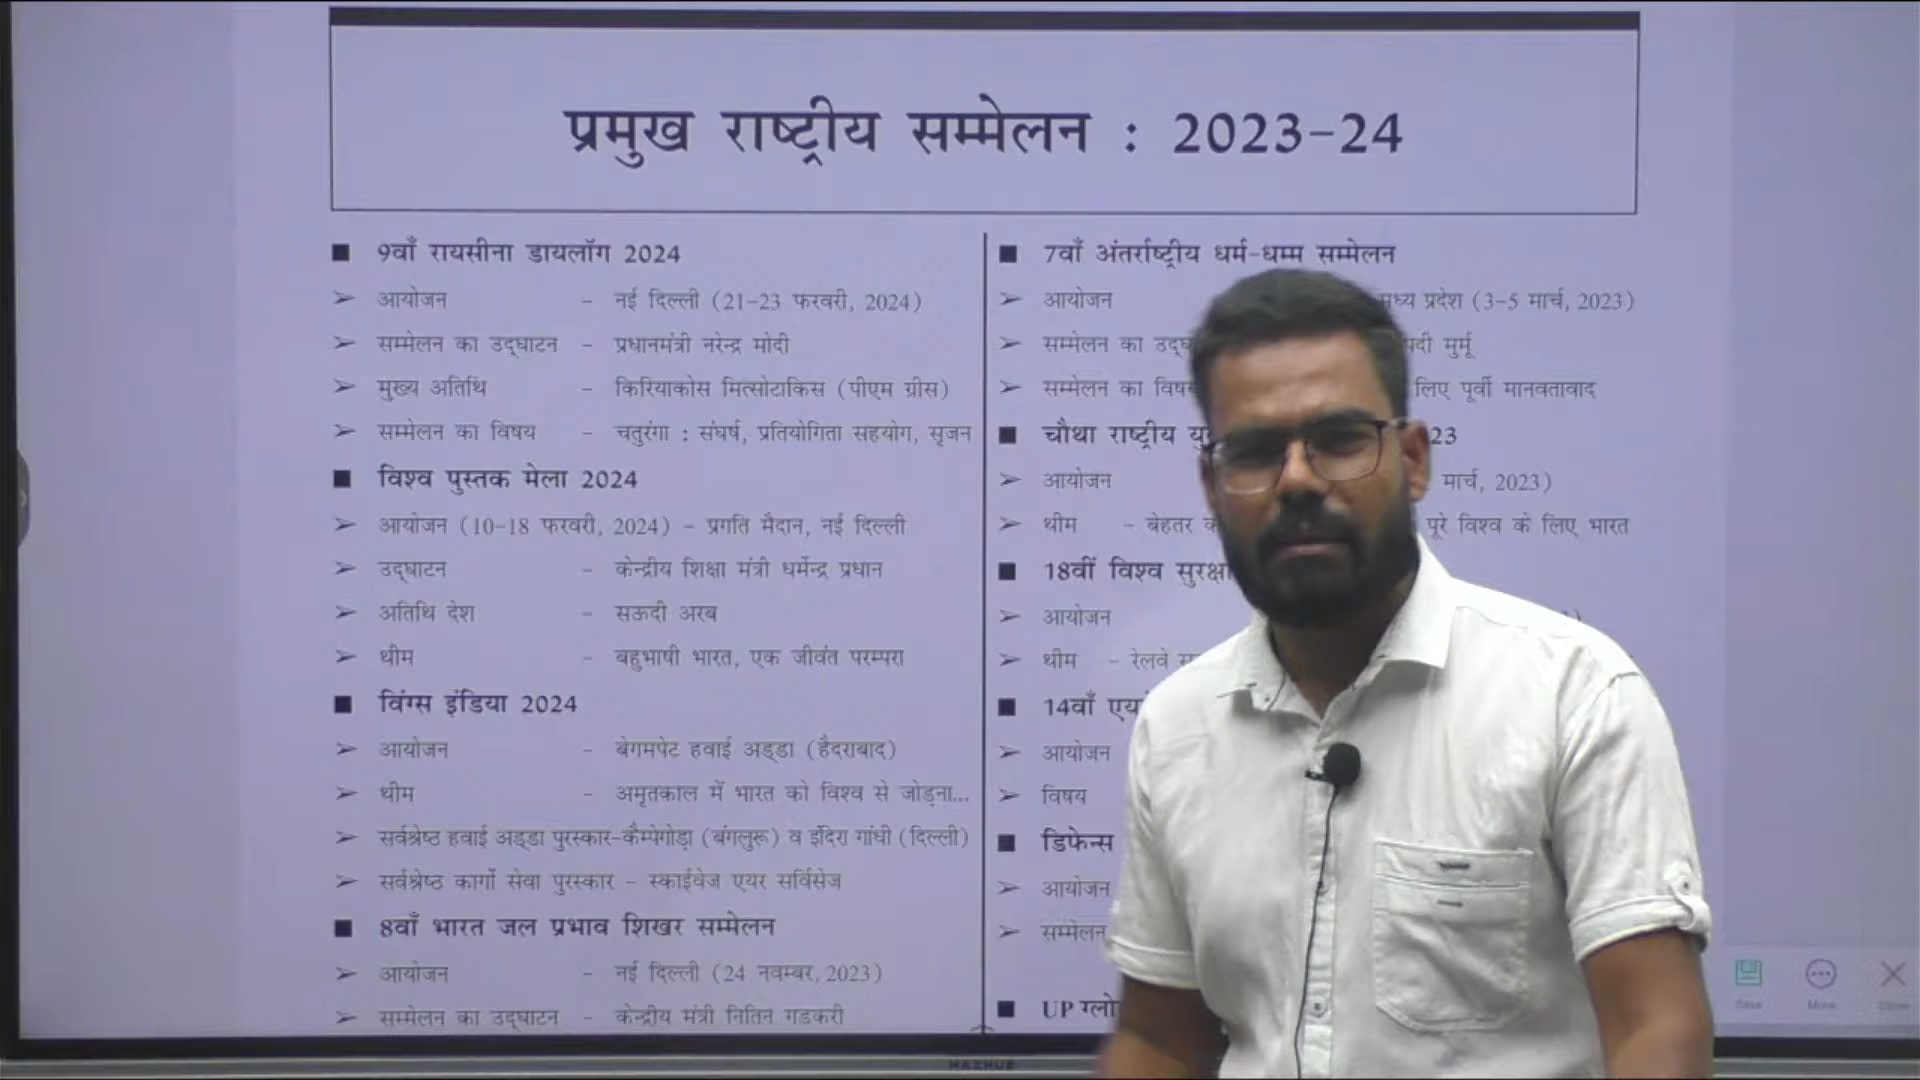 प्रमुख राष्ट्रीय सम्मेलन : 2023-24
■ 9वाँ रायसीना डायलॉग 2024
➢ आयोजन - नई दिल्ली (21-23 फरवरी, 2024)
➢ सम्मेलन का उद्घाटन - प्रधानमंत्री नरेन्द्र मोदी
➢ मुख्य अतिथि - किरियाकोस मित्सोटाकिस (पीएम ग्रीस)
➢ सम्मेलन का विषय - चतुरंगा : संघर्ष, प्रतियोगिता सहयोग, सृजन
■ विश्व पुस्तक मेला 2024
➢ आयोजन (10-18 फरवरी, 2024) - प्रगति मैदान, नई दिल्ली
➢ उद्घाटन - केन्द्रीय शिक्षा मंत्री धर्मेन्द्र प्रधान
➢ अतिथि देश - सऊदी अरब
➢ थीम - बहुभाषी भारत, एक जीवंत परम्परा
■ विंग्स इंडिया 2024
➢ आयोजन - बेगमपेट हवाई अड्डा (हैदराबाद)
➢ थीम - अमृतकाल में भारत को विश्व से जोड़ना...
➢ सर्वश्रेष्ठ हवाई अड्डा पुरस्कार-कैम्पेगोड़ा (बंगलुरू) व इंदिरा गांधी (दिल्ली)
➢ सर्वश्रेष्ठ कार्गो सेवा पुरस्कार - स्काईवेज एयर सर्विसेज
■ 8वाँ भारत जल प्रभाव शिखर सम्मेलन
➢ आयोजन - नई दिल्ली (24 नवम्बर, 2023)
➢ सम्मेलन का उद्घाटन - केन्द्रीय मंत्री नितिन गडकरी
■ 7वाँ अंतर्राष्ट्रीय धर्म-धम्म सम्मेलन
➢ आयोजन मध्य प्रदेश (3-5 मार्च, 2023)
➢ सम्मेलन का मुर्मू
➢ सम्मेलन का लिए पूर्वी मानवतावाद
■ चौथा राष्ट्रीय 23
➢ आयोजन मार्च, 2023)
➢ थीम - बेहतर पूरे विश्व के लिए भारत
■ 18वीं विश्व सुरक्षा
➢ आयोजन
➢ थीम - रेलवे
■ 14वाँ
➢ आयोजन
➢ विषय
■ डिफेन्स
➢ आयोजन
➢ सम्मेलन
■ UP
Save More Close
MAXHUB